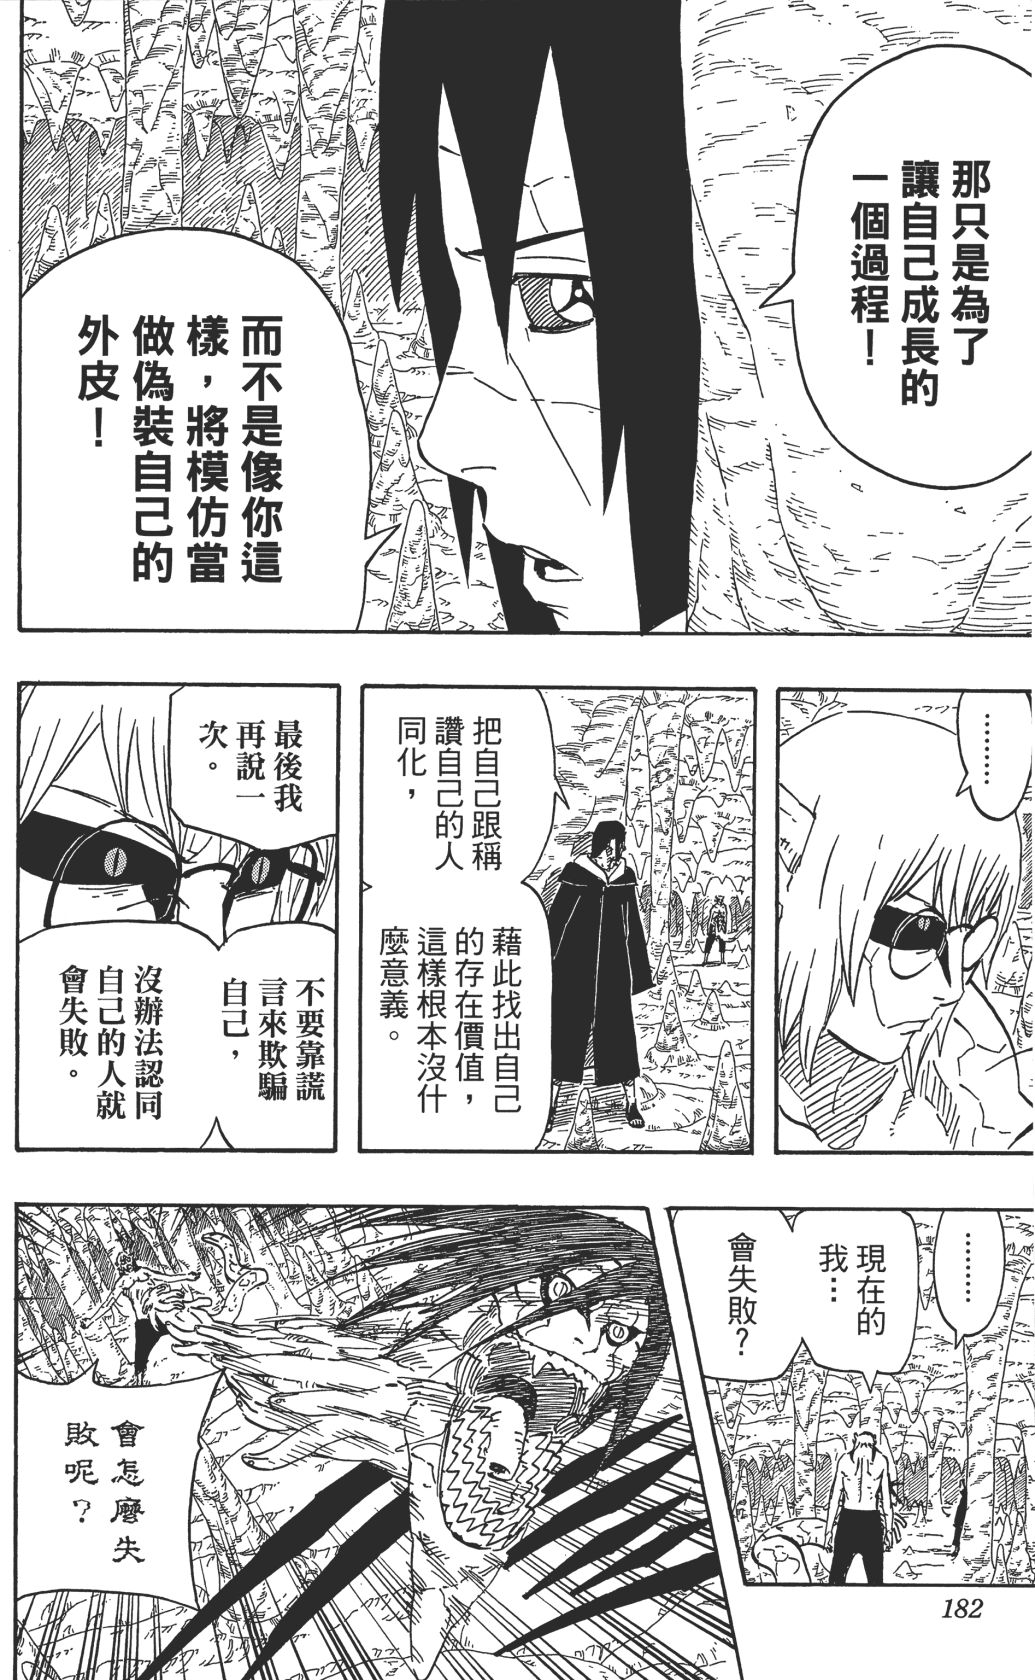 那只是為了
讓自己成長的
一個過程！
而不是像你這
樣，將模仿當
做偽裝自己的
外皮！
………
把自己跟稱
讚自己的人
同化，
藉此找出自己
的存在價值，
這樣根本沒什
麼意義。
最後我
再說一
次。
不要靠謊
言來欺騙
自己，
沒辦法認同
自己的人就
會失敗。
………
現在的
我…
會失敗？
會怎麼失
敗呢？
182